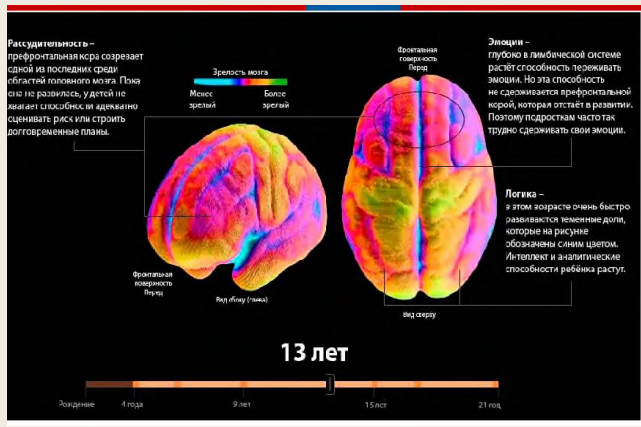 Рассудительность –
префронтальная кора созревает
одной из последних среди
областей головного мозга. Пока
она не развилась, у детей не
хватает способности адекватно
оценивать риск или строить
долговременные планы.
Зрелость мозга
Менее зрелый
Более зрелый
Фронтальная
поверхность
Перед
Эмоции –
глубоко в лимбической системе
растёт способность переживать
эмоции. Но эта способность
не сдерживается префронтальной
корой, которая отстаёт в развитии.
Поэтому подросткам часто так
трудно сдерживать свои эмоции.
Логика –
в этом возрасте очень быстро
развиваются теменные доли,
которые на рисунке
обозначены синим цветом.
Интеллект и аналитические
способности ребёнка растут.
Фронтальная
поверхность
Перед
Вид сбоку (слева)
Вид сверху
13 лет
Рождение 4 года 9 лет 15 лет 21 год